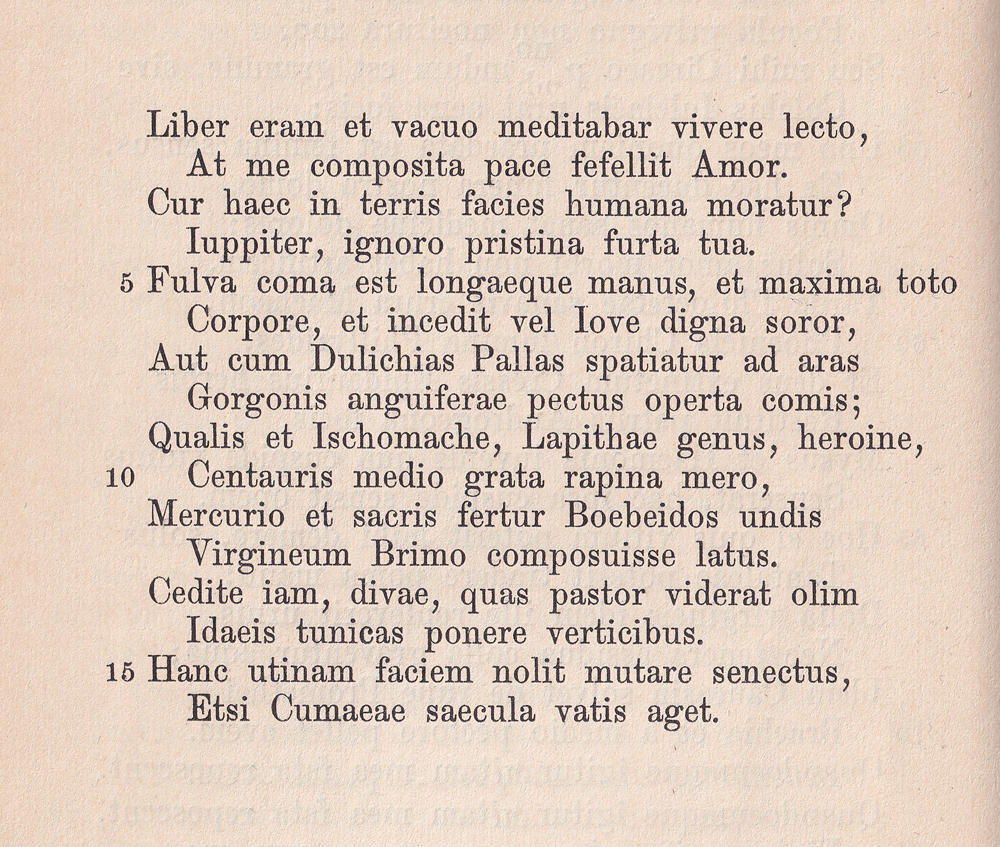 Liber eram et vacuo meditabar vivere lecto,
At me composita pace fefellit Amor.
Cur haec in terris facies humana moratur?
Iuppiter, ignoro pristina furta tua.
5 Fulva coma est longaeque manus, et maxima toto
Corpore, et incedit vel Iove digna soror,
Aut cum Dulichias Pallas spatiatur ad aras
Gorgonis anguiferae pectus operta comis;
Qualis et Ischomache, Lapithae genus, heroine,
10 Centauris medio grata rapina mero,
Mercurio et sacris fertur Boebeidos undis
Virgineum Brimo composuisse latus.
Cedite iam, divae, quas pastor viderat olim
Idaeis tunicas ponere verticibus.
15 Hanc utinam faciem nolit mutare senectus,
Etsi Cumaeae saecula vatis aget.